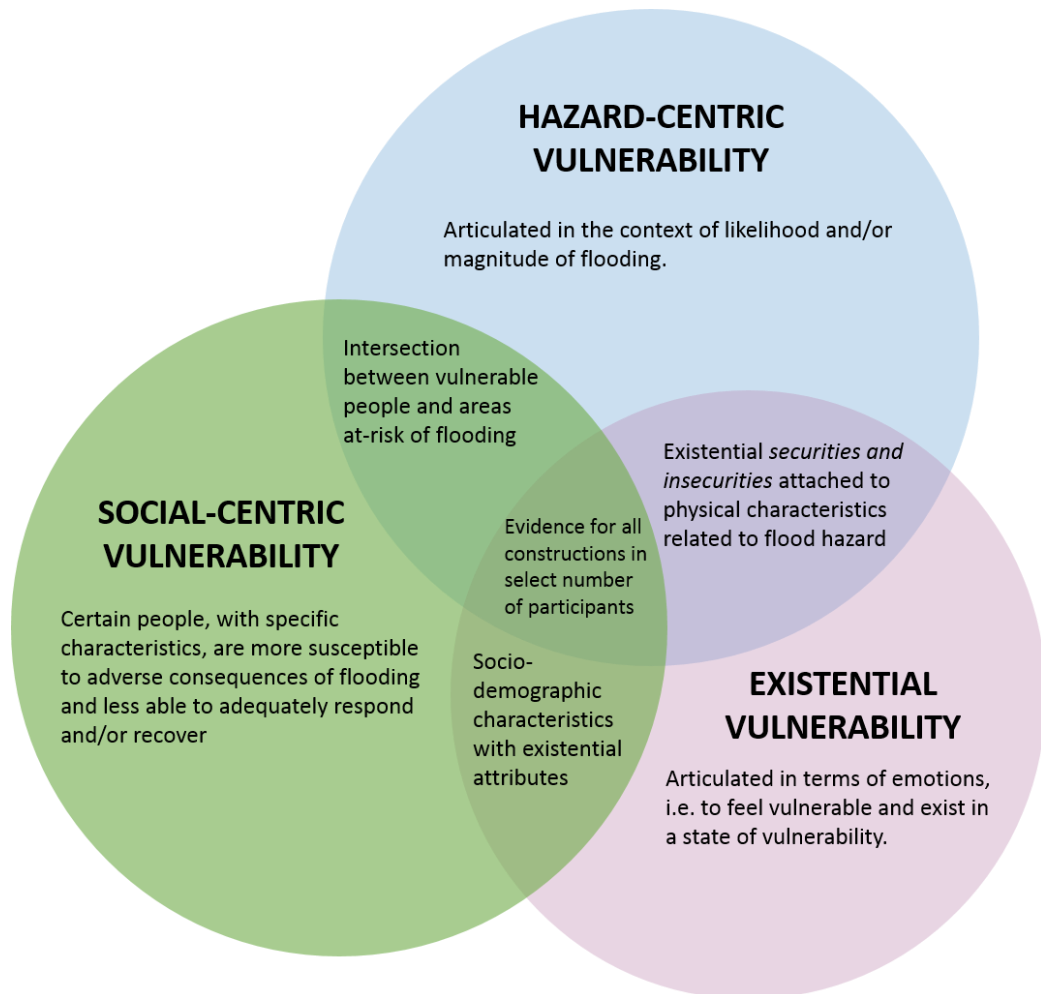 HAZARD-CENTRIC
VULNERABILITY
Articulated in the context of likelihood and/or
magnitude of flooding.
Intersection
between vulnerable
people and areas
at-risk of flooding
Existential securities and
insecurities attached to
physical characteristics
related to flood hazard
SOCIAL-CENTRIC
VULNERABILITY
Certain people, with specific
characteristics, are more susceptible
to adverse consequences of flooding
and less able to adequately respond
and/or recover
Evidence for all
constructions in
select number
of participants
Socio-
demographic
characteristics
with existential
attributes
EXISTENTIAL
VULNERABILITY
Articulated in terms of emotions,
i.e. to feel vulnerable and exist in
a state of vulnerability.